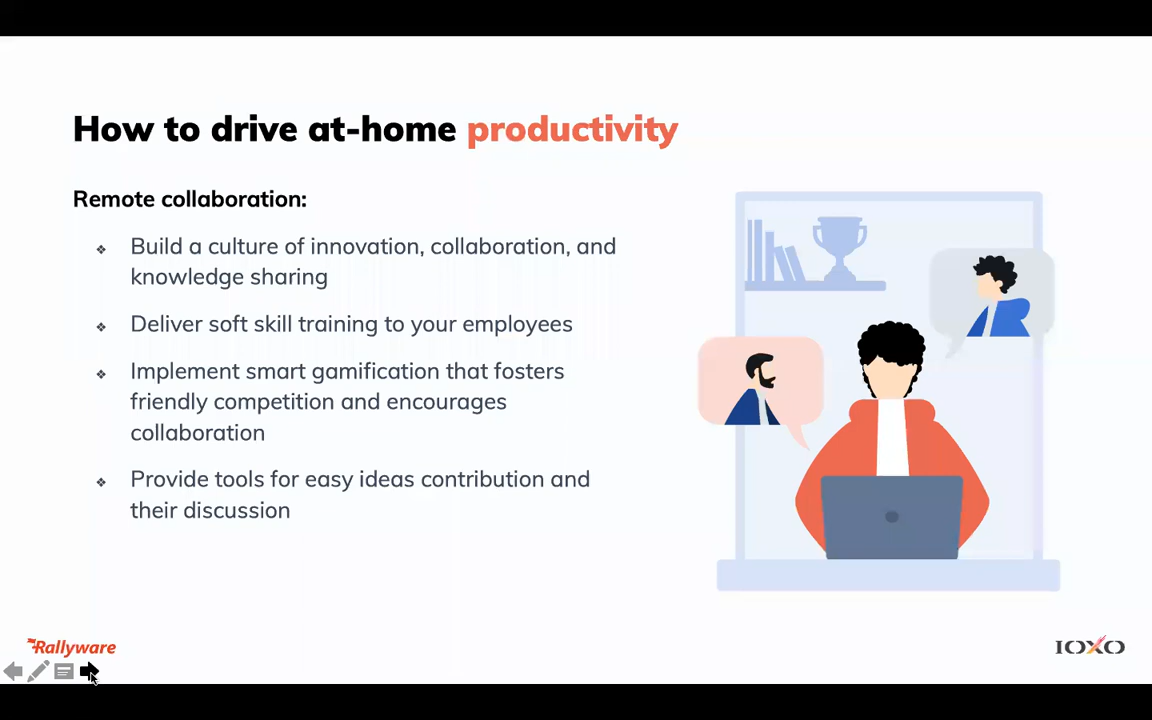 How to drive at-home productivity
Remote collaboration:
❖ Build a culture of innovation, collaboration, and
knowledge sharing
❖ Deliver soft skill training to your employees
❖ Implement smart gamification that fosters
friendly competition and encourages
collaboration
❖ Provide tools for easy ideas contribution and
their discussion
Rallyware
IOXO